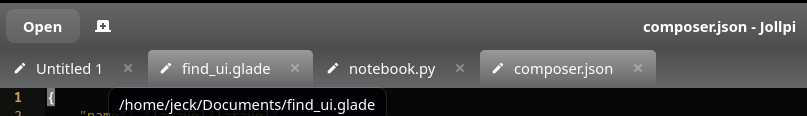 Open
composer.json - Jollpi
Untitled 1
find_ui.glade
notebook.py
composer.json
1 {
/home/jeck/Documents/find_ui.glade
2